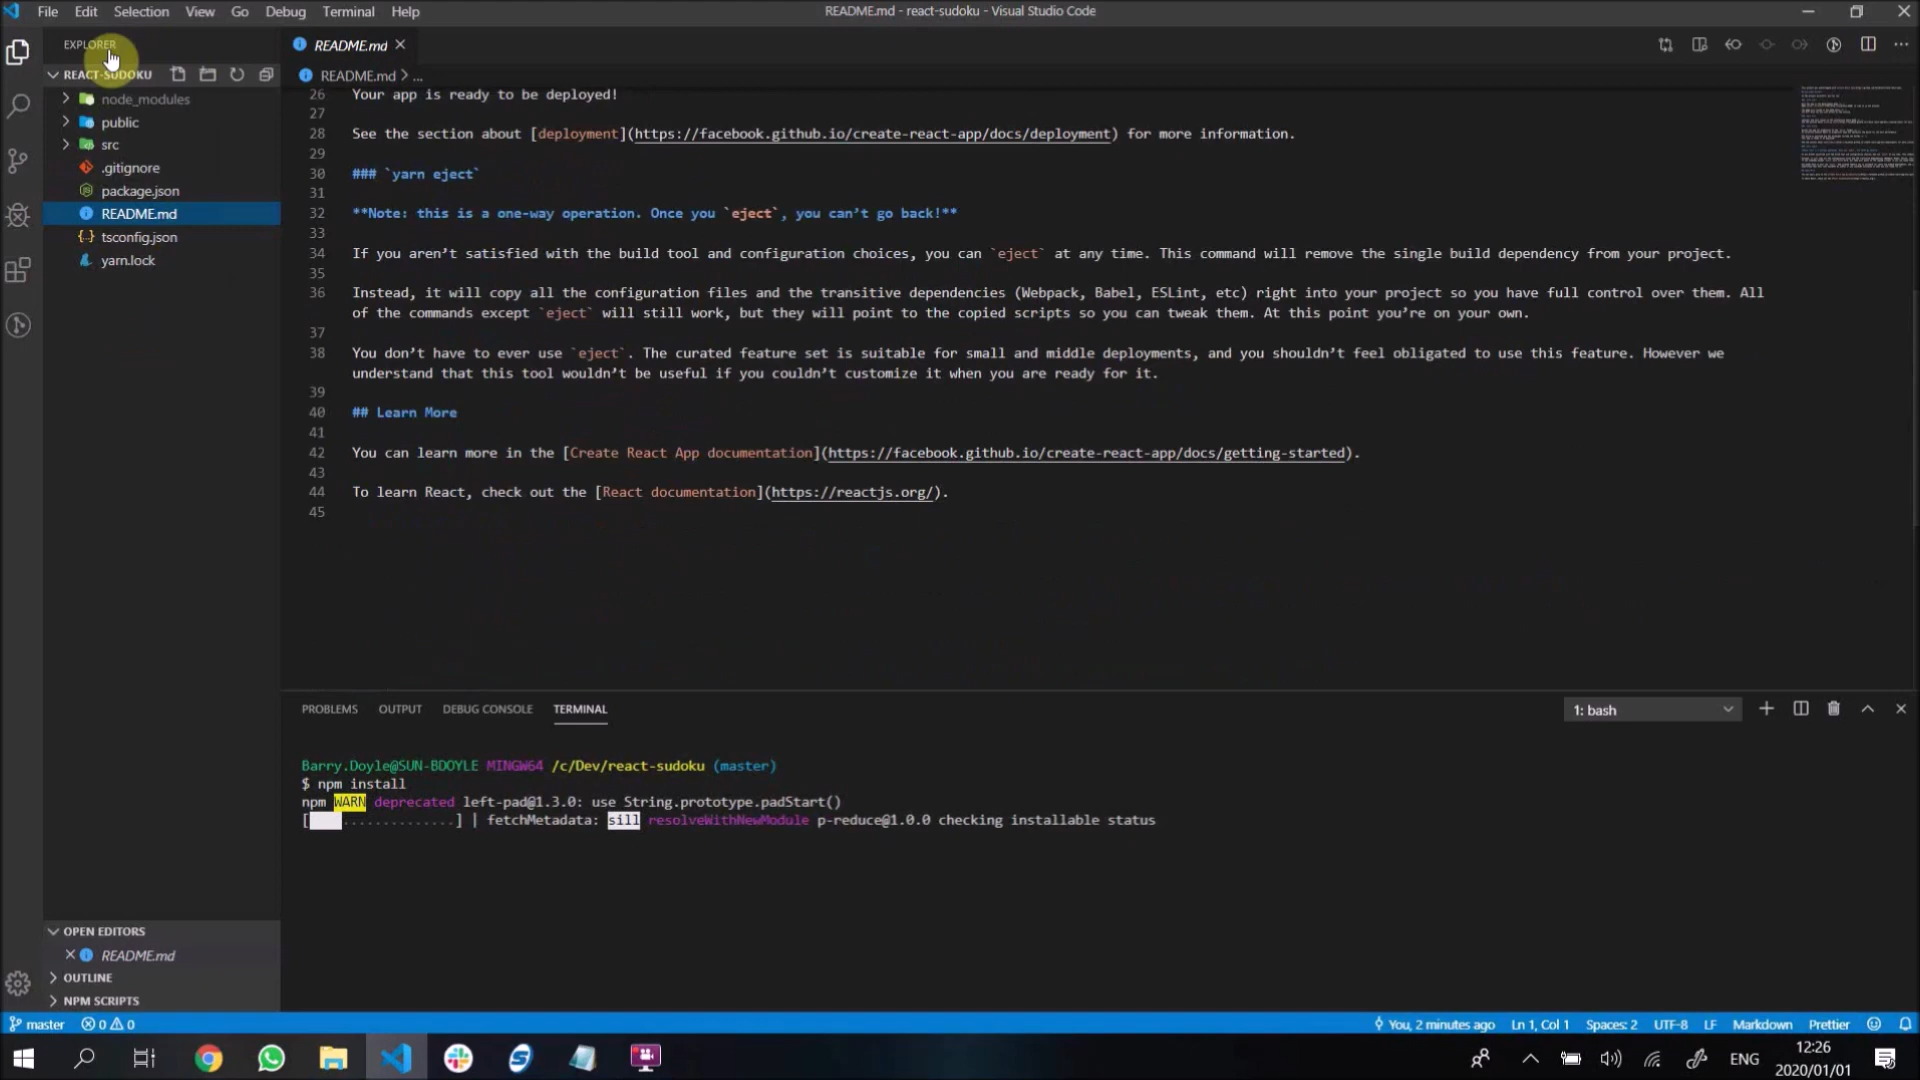 File Edit Selection View Go Debug Terminal Help
README.md - react-sudoku - Visual Studio Code
EXPLORER
README.md
REACT-SUDOKU
README.md > ...
node_modules
public
src
.gitignore
package.json
README.md
tsconfig.json
yarn.lock
26 Your app is ready to be deployed!
27
28 See the section about [deployment](https://facebook.github.io/create-react-app/docs/deployment) for more information.
29
30 ### `yarn eject`
31
32 **Note: this is a one-way operation. Once you `eject`, you can’t go back!**
33
34 If you aren’t satisfied with the build tool and configuration choices, you can `eject` at any time. This command will remove the single build dependency from your project.
35
36 Instead, it will copy all the configuration files and the transitive dependencies (Webpack, Babel, ESLint, etc) right into your project so you have full control over them. All
of the commands except `eject` will still work, but they will point to the copied scripts so you can tweak them. At this point you’re on your own.
37
38 You don’t have to ever use `eject`. The curated feature set is suitable for small and middle deployments, and you shouldn’t feel obligated to use this feature. However we
understand that this tool wouldn’t be useful if you couldn’t customize it when you are ready for it.
39
40 ## Learn More
41
42 You can learn more in the [Create React App documentation](https://facebook.github.io/create-react-app/docs/getting-started).
43
44 To learn React, check out the [React documentation](https://reactjs.org/).
45
PROBLEMS OUTPUT DEBUG CONSOLE TERMINAL
1: bash
Barry.Doyle@SUN-BDOYLE MINGW64 /c/Dev/react-sudoku (master)
$ npm install
npm WARN deprecated left-pad@1.3.0: use String.prototype.padStart()
[ ..............] | fetchMetadata: sill resolveWithNewModule p-reduce@1.0.0 checking installable status
OPEN EDITORS
README.md
OUTLINE
NPM SCRIPTS
master 0 0
You, 2 minutes ago Ln 1, Col 1 Spaces: 2 UTF-8 LF Markdown Prettier
ENG
12:26
2020/01/01